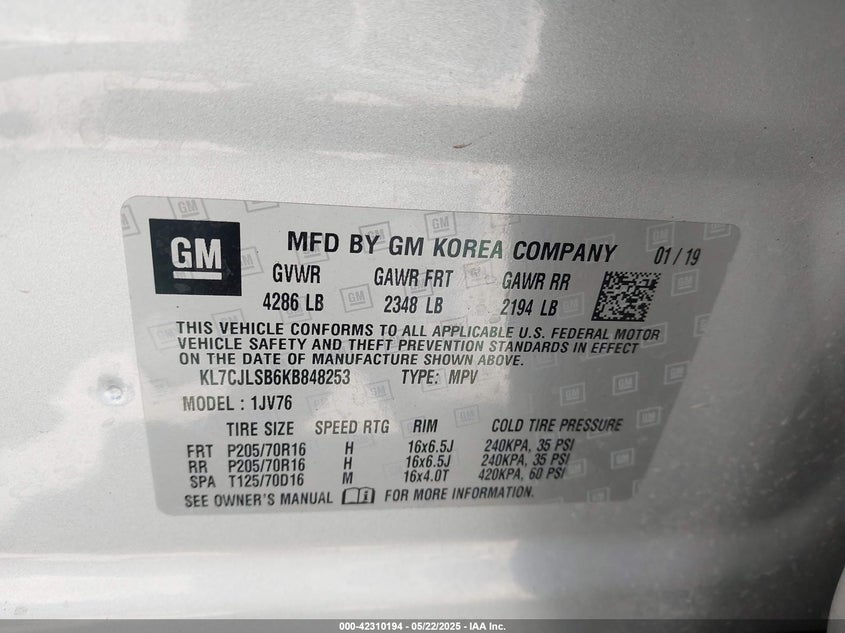 GM
MFD BY GM KOREA COMPANY 01 / 19
GVWR GAWR FRT GAWR RR
4286 LB 2348 LB 2194 LB
THIS VEHICLE CONFORMS TO ALL APPLICABLE U.S. FEDERAL MOTOR
VEHICLE SAFETY AND THEFT PREVENTION STANDARDS IN EFFECT
ON THE DATE OF MANUFACTURE SHOWN ABOVE.
KL7CJLSB6KB848253 TYPE: MPV
MODEL : 1JV76
TIRE SIZE SPEED RTG RIM COLD TIRE PRESSURE
FRT P205/70R16 H 16x6.5J 240KPA, 35 PSI
RR P205/70R16 H 16x6.5J 240KPA, 35 PSI
SPA T125/70D16 M 16x4.0T 420KPA, 60 PSI
SEE OWNER'S MANUAL FOR MORE INFORMATION.
000-42310194 - 05/22/2025 - IAA Inc.